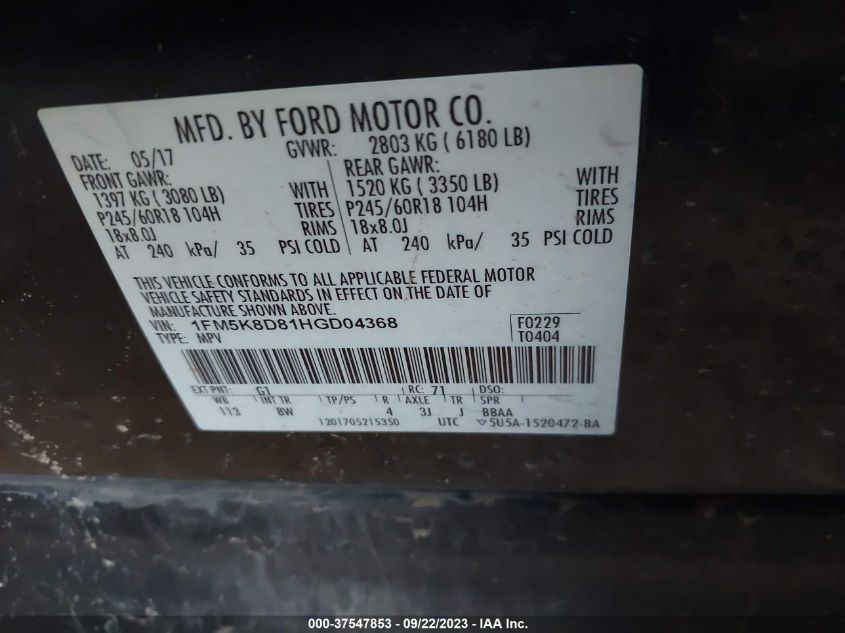 MFD. BY FORD MOTOR CO.
DATE: 05/17 GVWR: 2803 KG ( 6180 LB)
FRONT GAWR: REAR GAWR:
1397 KG ( 3080 LB) WITH 1520 KG ( 3350 LB) WITH
P245/60R18 104H TIRES P245/60R18 104H TIRES
18x8.0J RIMS 18x8.0J RIMS
AT 240 kPa/ 35 PSI COLD AT 240 kPa/ 35 PSI COLD
THIS VEHICLE CONFORMS TO ALL APPLICABLE FEDERAL MOTOR
VEHICLE SAFETY STANDARDS IN EFFECT ON THE DATE OF
MANUFACTURE SHOWN ABOVE.
VIN: 1FM5K8D81HGD04368 F0229
TYPE: MPV T0404
EXT PNT: G1 RC: 71 DSO:
WB INT TR TP/PS R AXLE TR SPR
113 BW 4 3J J BBAA
1201705215350 UTC ▽5U5A-1520472-BA
000-37547853 - 09/22/2023 - IAA Inc.